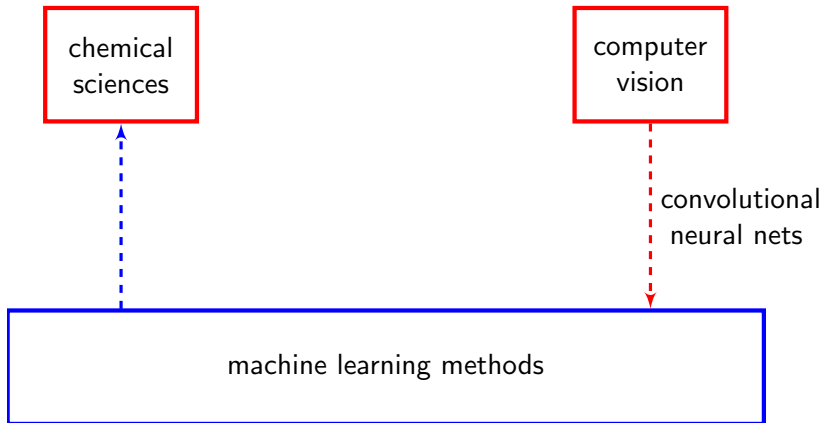 chemical
sciences
computer
vision
convolutional
neural nets
machine learning methods